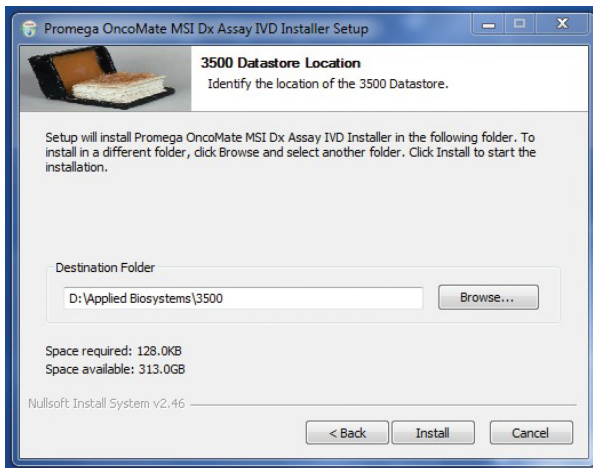 Promega OncoMate MSI Dx Assay IVD Installer Setup
3500 Datastore Location
Identify the location of the 3500 Datastore.
Setup will install Promega OncoMate MSI Dx Assay IVD Installer in the following folder. To
install in a different folder, click Browse and select another folder. Click Install to start the
installation.
Destination Folder
D:\Applied Biosystems\3500
Browse...
Space required: 128.0KB
Space available: 313.0GB
Nullsoft Install System v2.46
< Back
Install
Cancel